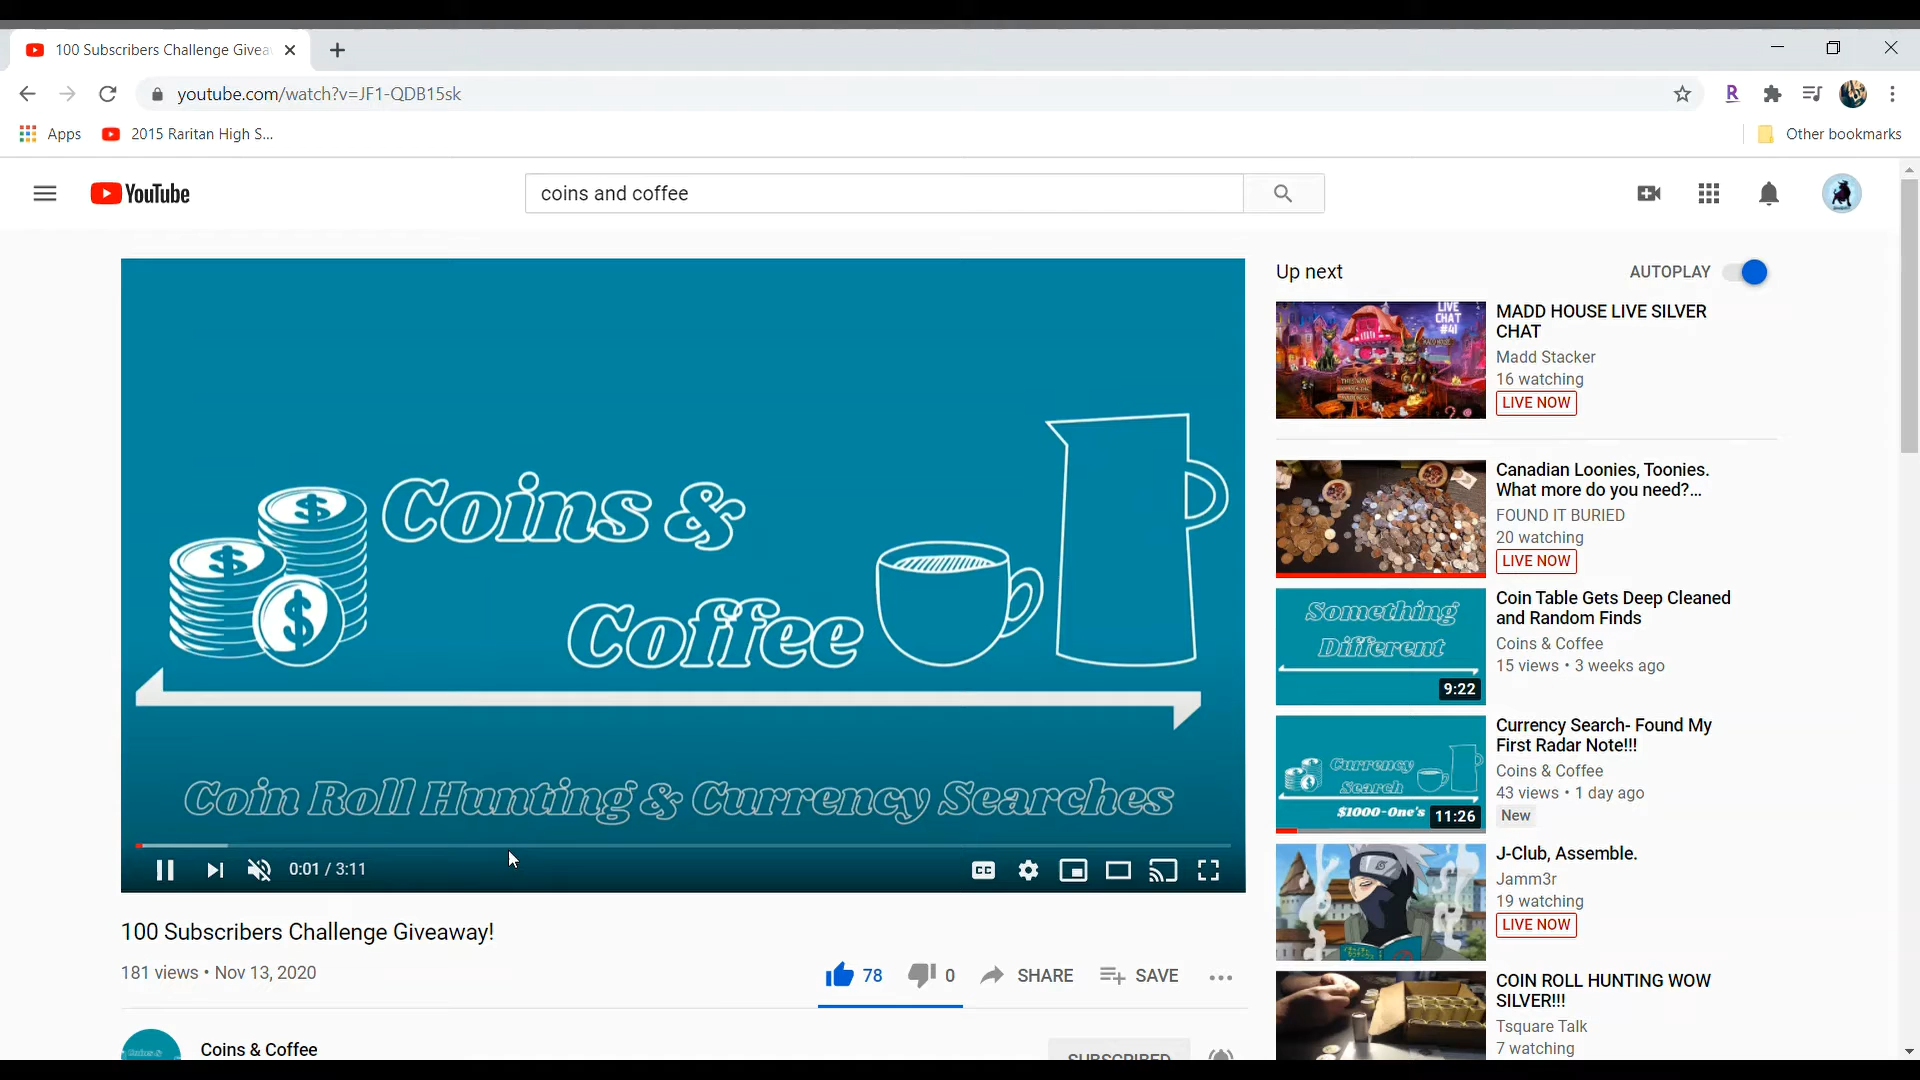 100 Subscribers Challenge Givea
youtube.com/watch?v=JF1-QDB15sk
Apps
2015 Raritan High S...
Other bookmarks
YouTube
coins and coffee
Coins &
Coffee
Coin Roll Hunting & Currency Searches
0:01 / 3:11
CC
100 Subscribers Challenge Giveaway!
181 views • Nov 13, 2020
78
0
SHARE
SAVE
Coins & Coffee
SUBSCRIBED
Up next
AUTOPLAY
LIVE
CHAT
#41
MADD HOUSE LIVE SILVER
CHAT
Madd Stacker
16 watching
LIVE NOW
Canadian Loonies, Toonies.
What more do you need?...
FOUND IT BURIED
20 watching
LIVE NOW
Something
Different
9:22
Coin Table Gets Deep Cleaned
and Random Finds
Coins & Coffee
15 views • 3 weeks ago
Currency
Search
$1000-One's
11:26
Currency Search- Found My
First Radar Note!!!
Coins & Coffee
43 views • 1 day ago
New
J-Club, Assemble.
Jamm3r
19 watching
LIVE NOW
COIN ROLL HUNTING WOW
SILVER!!!
Tsquare Talk
7 watching